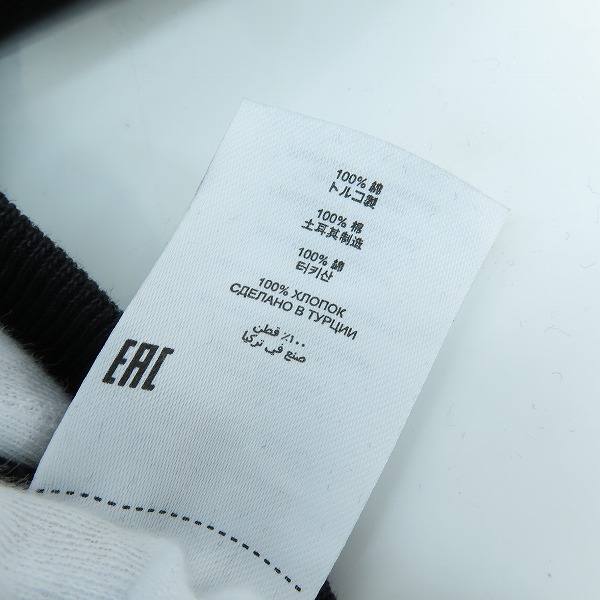 100% 綿
トルコ製
100% 棉
土耳其制造
100% 綿
터키산
100% ХЛОПОК
СДЕЛАНО В ТУРЦИИ
١٠٠٪ قطن
صنع في تركيا
EAC